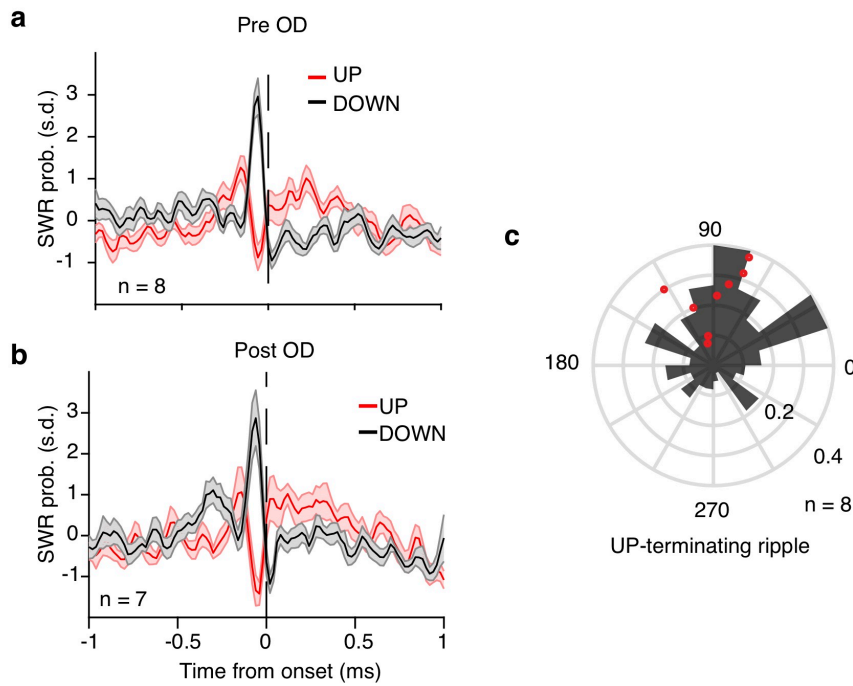 a
Pre OD
UP
DOWN
SWR prob. (s.d.)
3
2
1
0
-1
n = 8
b
Post OD
UP
DOWN
SWR prob. (s.d.)
3
2
1
0
-1
n = 7
-1
-0.5
0
0.5
1
Time from onset (ms)
c
90
180
0
0.2
0.4
270
n = 8
UP-terminating ripple